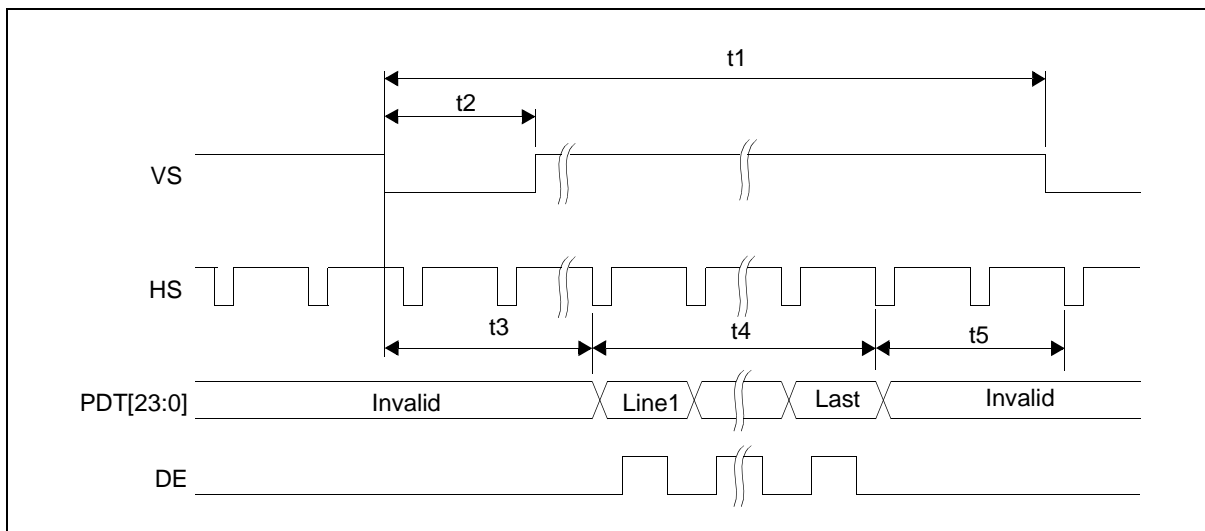 t1
t2
VS
HS
t3
t4
t5
PDT[23:0]
Invalid
Line1
Last
Invalid
DE